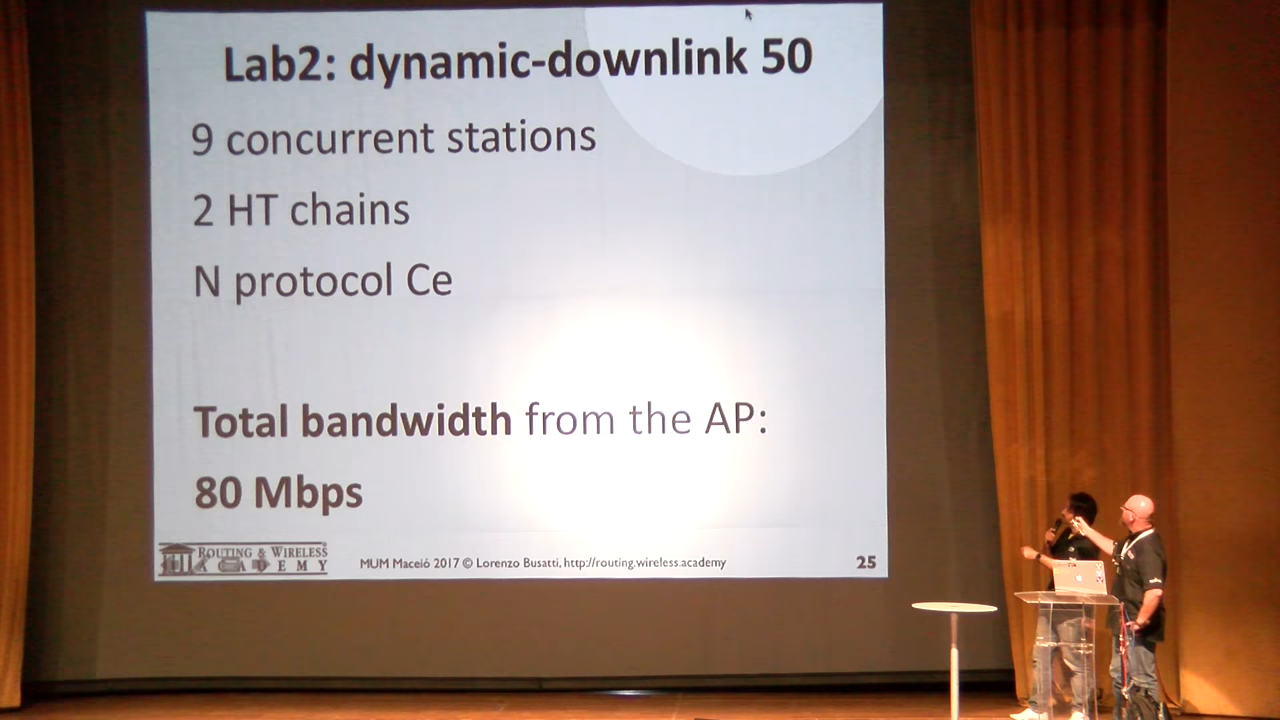 Lab2: dynamic-downlink 50
9 concurrent stations
2 HT chains
N protocol Ce
Total bandwidth from the AP:
80 Mbps
ROUTING & WIRELESS
ACADEMY
MUM Maceió 2017 © Lorenzo Busatti, http://routing.wireless.academy
25